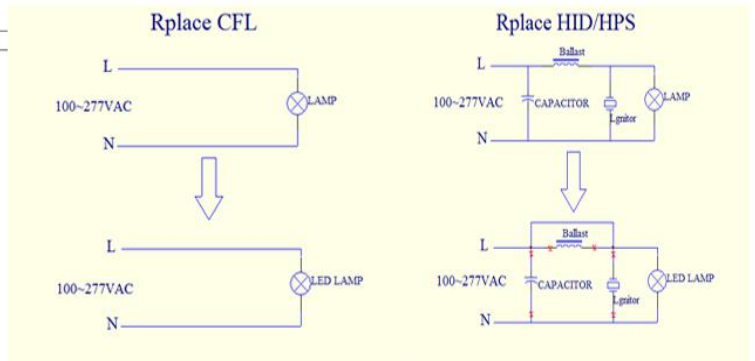 Rplace CFL
L
100~277VAC
LAMP
N
L
100~277VAC
LED LAMP
N
Rplace HID/HPS
Ballast
L
100~277VAC
CAPACITOR
Lgnitor
LAMP
N
Ballast
L
100~277VAC
CAPACITOR
Lgnitor
LED LAMP
N